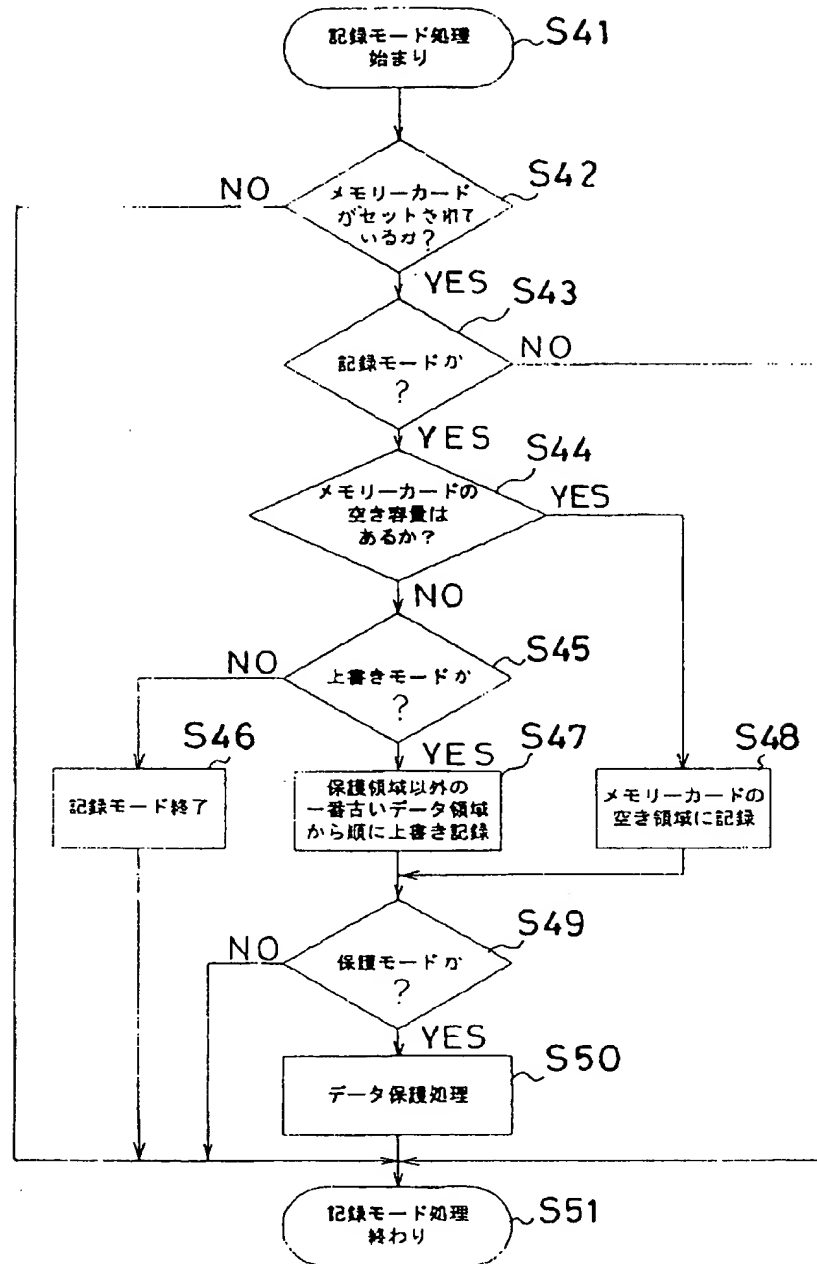 記録モード処理
始まり
S41
メモリーカード
がセットされて
いるか？
S42
NO
YES
記録モードか
？
S43
NO
YES
メモリーカードの
空き容量は
あるか？
S44
YES
NO
上書きモードか
？
S45
NO
YES
S46
記録モード終了
S47
保護領域以外の
一番古いデータ領域
から順に上書き記録
S48
メモリーカードの
空き領域に記録
保護モードか
？
S49
NO
YES
データ保護処理
S50
記録モード処理
終わり
S51